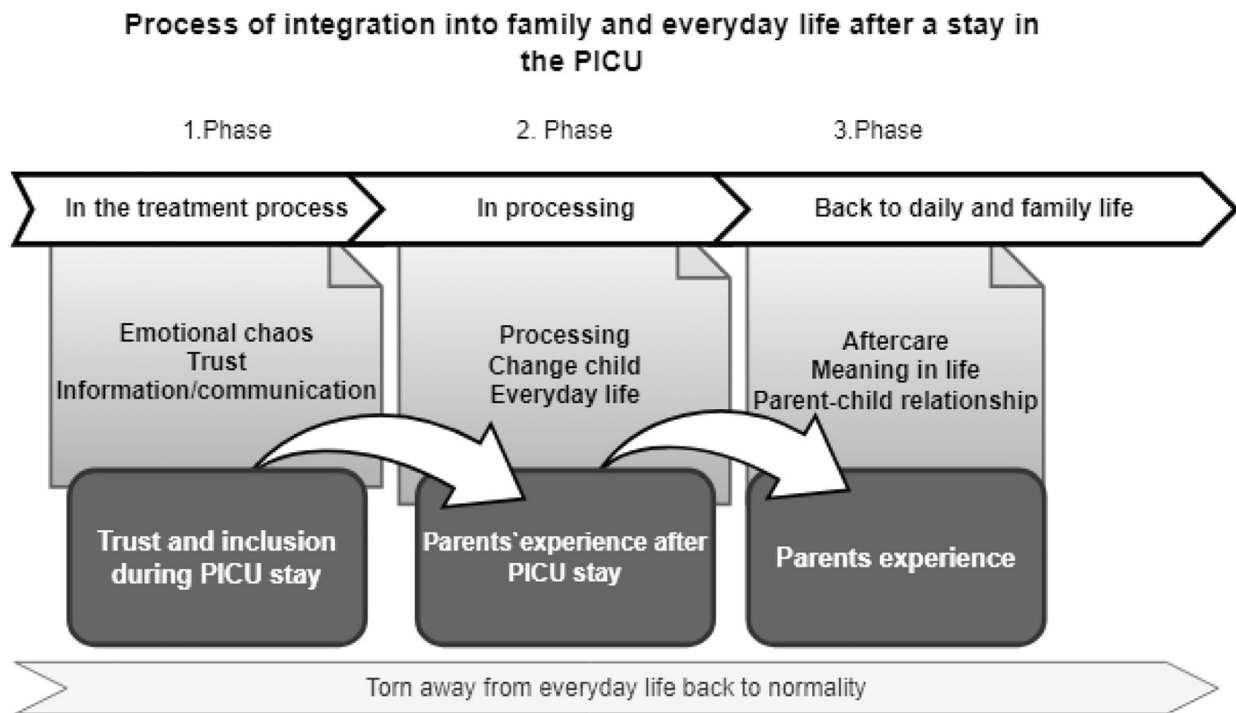 Process of integration into family and everyday life after a stay in
the PICU
1.Phase
2. Phase
3.Phase
In the treatment process
In processing
Back to daily and family life
Emotional chaos
Trust
Information/communication
Processing
Change child
Everyday life
Aftercare
Meaning in life
Parent-child relationship
Trust and inclusion
during PICU stay
Parents`experience after
PICU stay
Parents experience
Torn away from everyday life back to normality